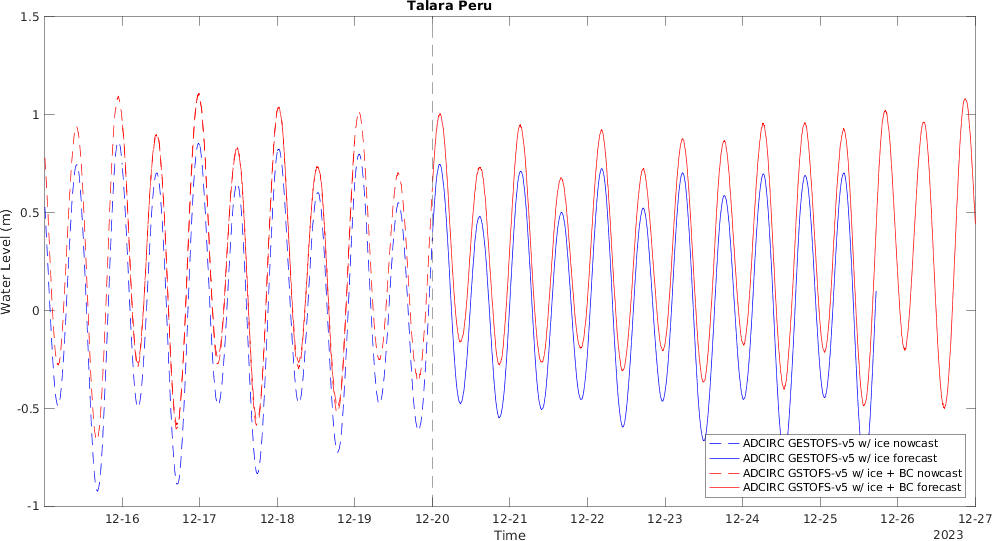 Talara Peru
1.5
1
0.5
0
-0.5
-1
Water Level (m)
12-16
12-17
12-18
12-19
12-20
12-21
12-22
12-23
12-24
12-25
12-26
12-27
Time
2023
ADCIRC GESTOFS-v5 w/ ice nowcast
ADCIRC GESTOFS-v5 w/ ice forecast
ADCIRC GSTOFS-v5 w/ ice + BC nowcast
ADCIRC GSTOFS-v5 w/ ice + BC forecast